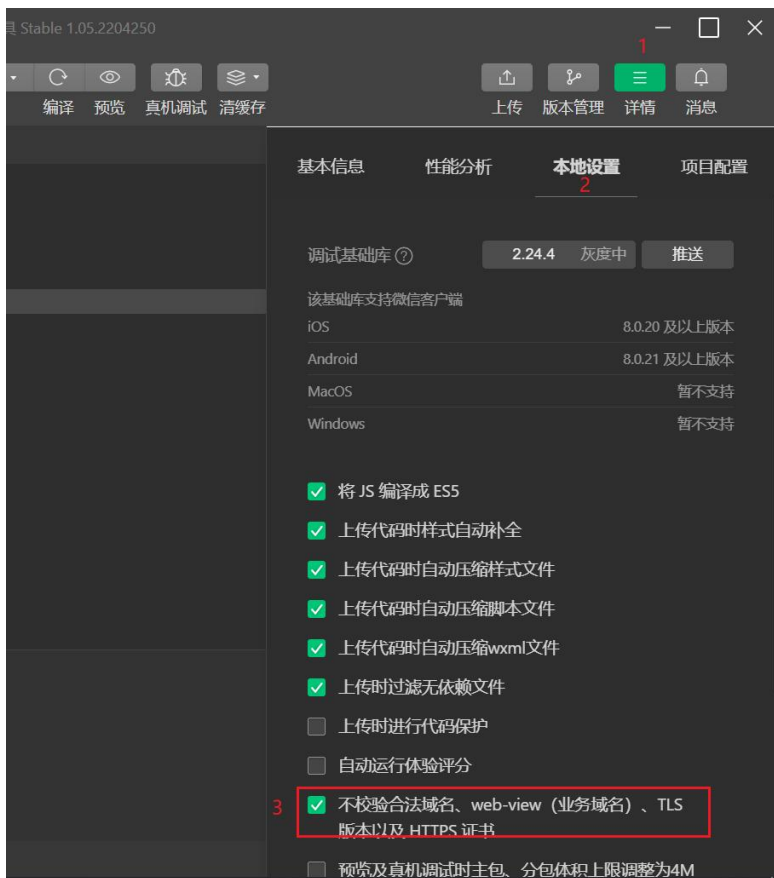 具 Stable 1.05.2204250
1
编译 预览 真机调试 清缓存 上传 版本管理 详情 消息
基本信息 性能分析 本地设置 项目配置
2
调试基础库 ? 2.24.4 灰度中 推送
该基础库支持微信客户端
iOS 8.0.20 及以上版本
Android 8.0.21 及以上版本
MacOS 暂不支持
Windows 暂不支持
将 JS 编译成 ES5
上传代码时样式自动补全
上传代码时自动压缩样式文件
上传代码时自动压缩脚本文件
上传代码时自动压缩wxml文件
上传时过滤无依赖文件
上传时进行代码保护
自动运行体验评分
3 不校验合法域名、web-view（业务域名）、TLS
版本以及 HTTPS 证书
预览及真机调试时主包、分包体积上限调整为4M